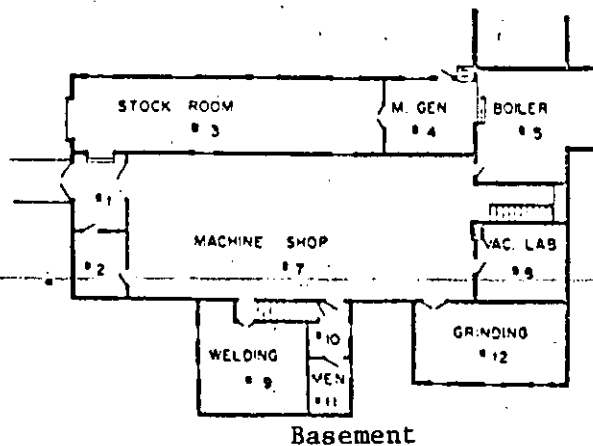 STOCK ROOM
# 3
M. GEN
# 4
BOILER
# 5
# 1
# 2
MACHINE SHOP
# 7
VAC. LAB
# 8
# 10
WELDING
# 9
MEN
# 11
GRINDING
# 12
Basement